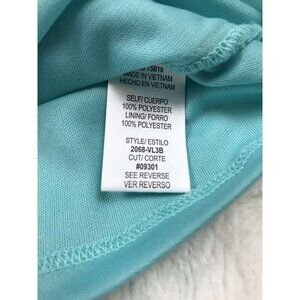 75010
MADE IN VIETNAM
HECHO EN VIETNAM
SELF/ CUERPO
100% POLYESTER
LINING/ FORRO
100% POLYESTER
STYLE/ ESTILO
2068-VL3B
CUT/ CORTE
#09301
SEE REVERSE
VER REVERSO